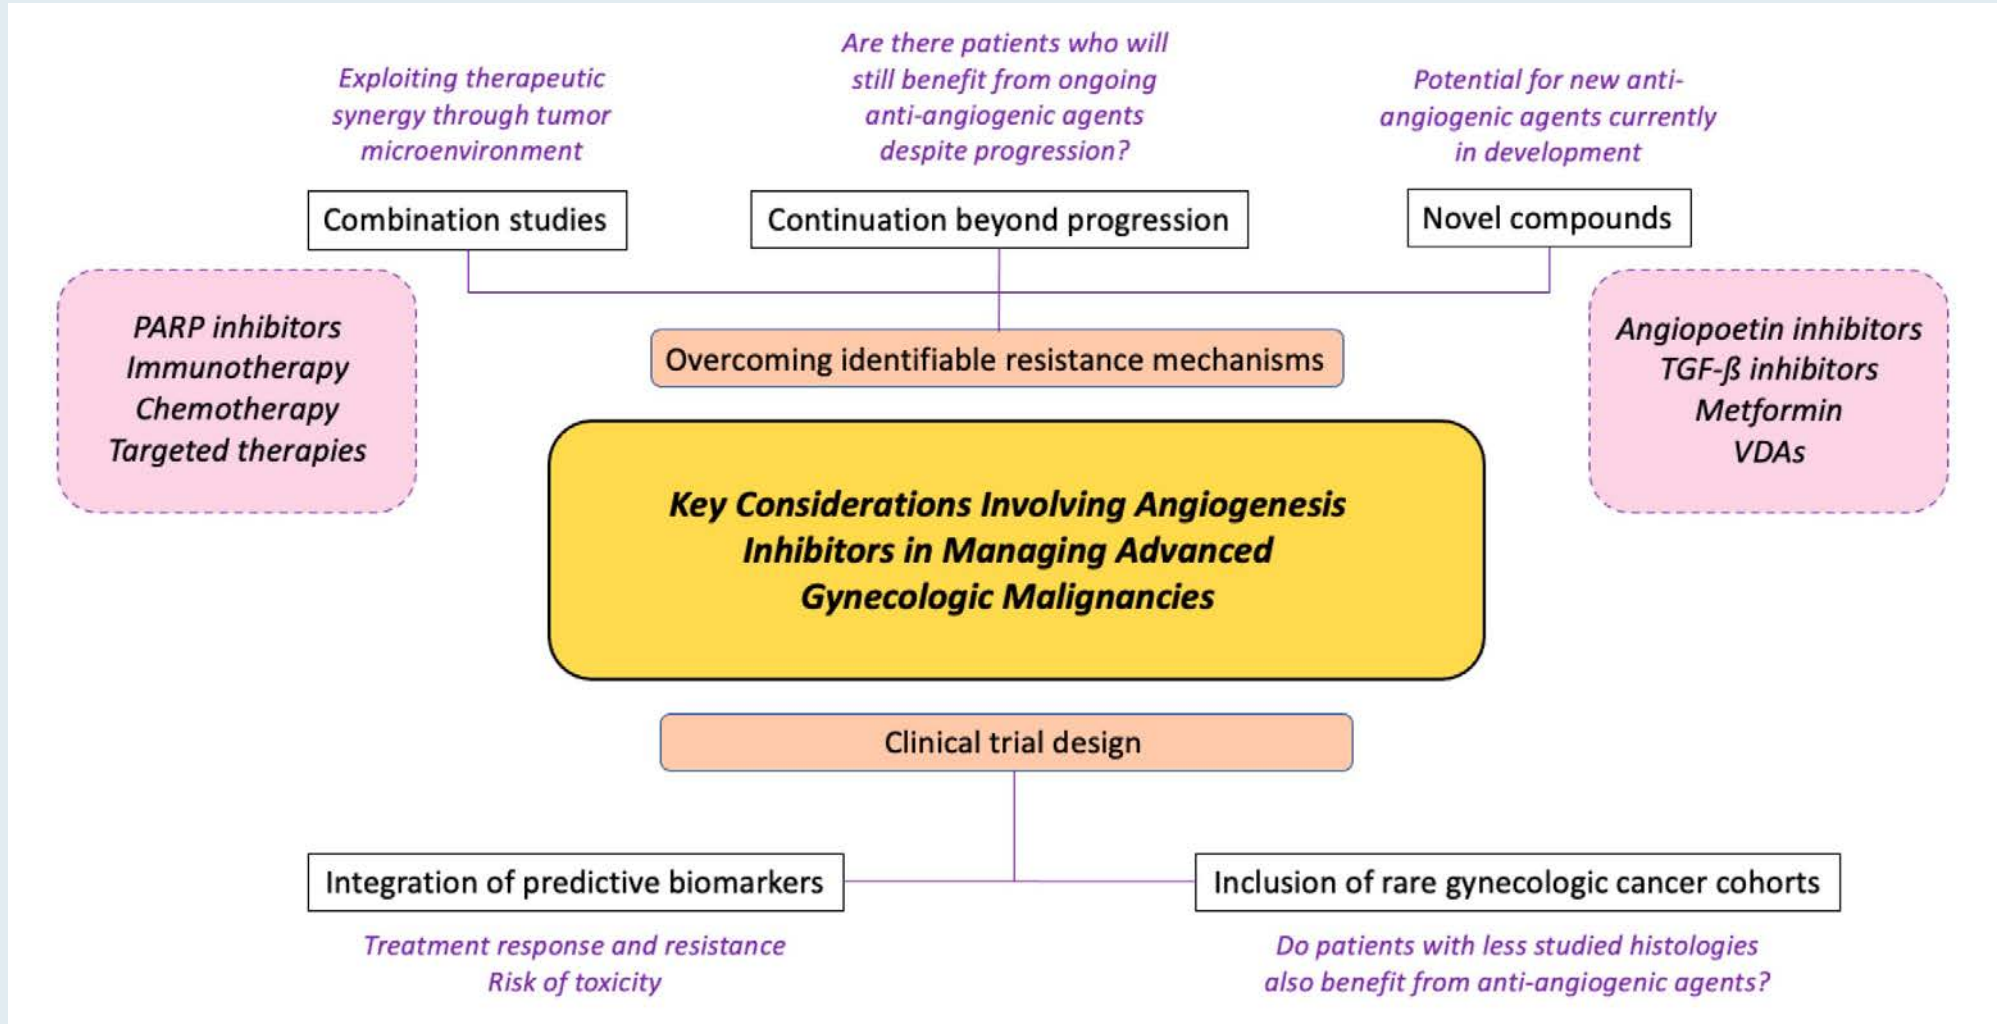 Exploiting therapeutic
synergy through tumor
microenvironment
Are there patients who will
still benefit from ongoing
anti-angiogenic agents
despite progression?
Potential for new anti-
angiogenic agents currently
in development
Combination studies
Continuation beyond progression
Novel compounds
PARP inhibitors
Immunotherapy
Chemotherapy
Targeted therapies
Overcoming identifiable resistance mechanisms
Angiopoetin inhibitors
TGF-ß inhibitors
Metformin
VDAs
Key Considerations Involving Angiogenesis
Inhibitors in Managing Advanced
Gynecologic Malignancies
Clinical trial design
Integration of predictive biomarkers
Inclusion of rare gynecologic cancer cohorts
Treatment response and resistance
Risk of toxicity
Do patients with less studied histologies
also benefit from anti-angiogenic agents?